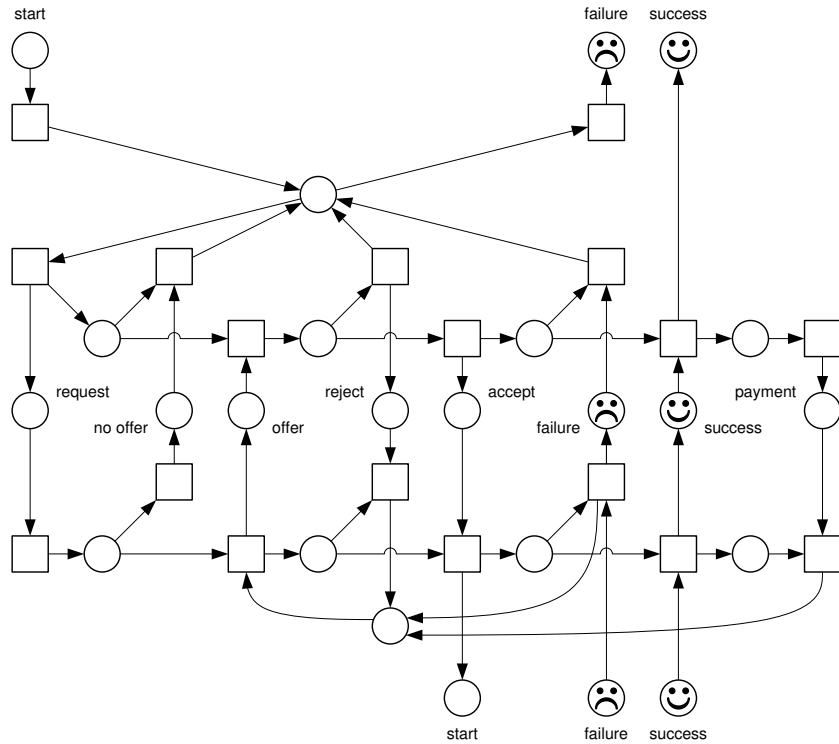 start
failure
success
request
no offer
offer
reject
accept
failure
success
payment
start
failure
success